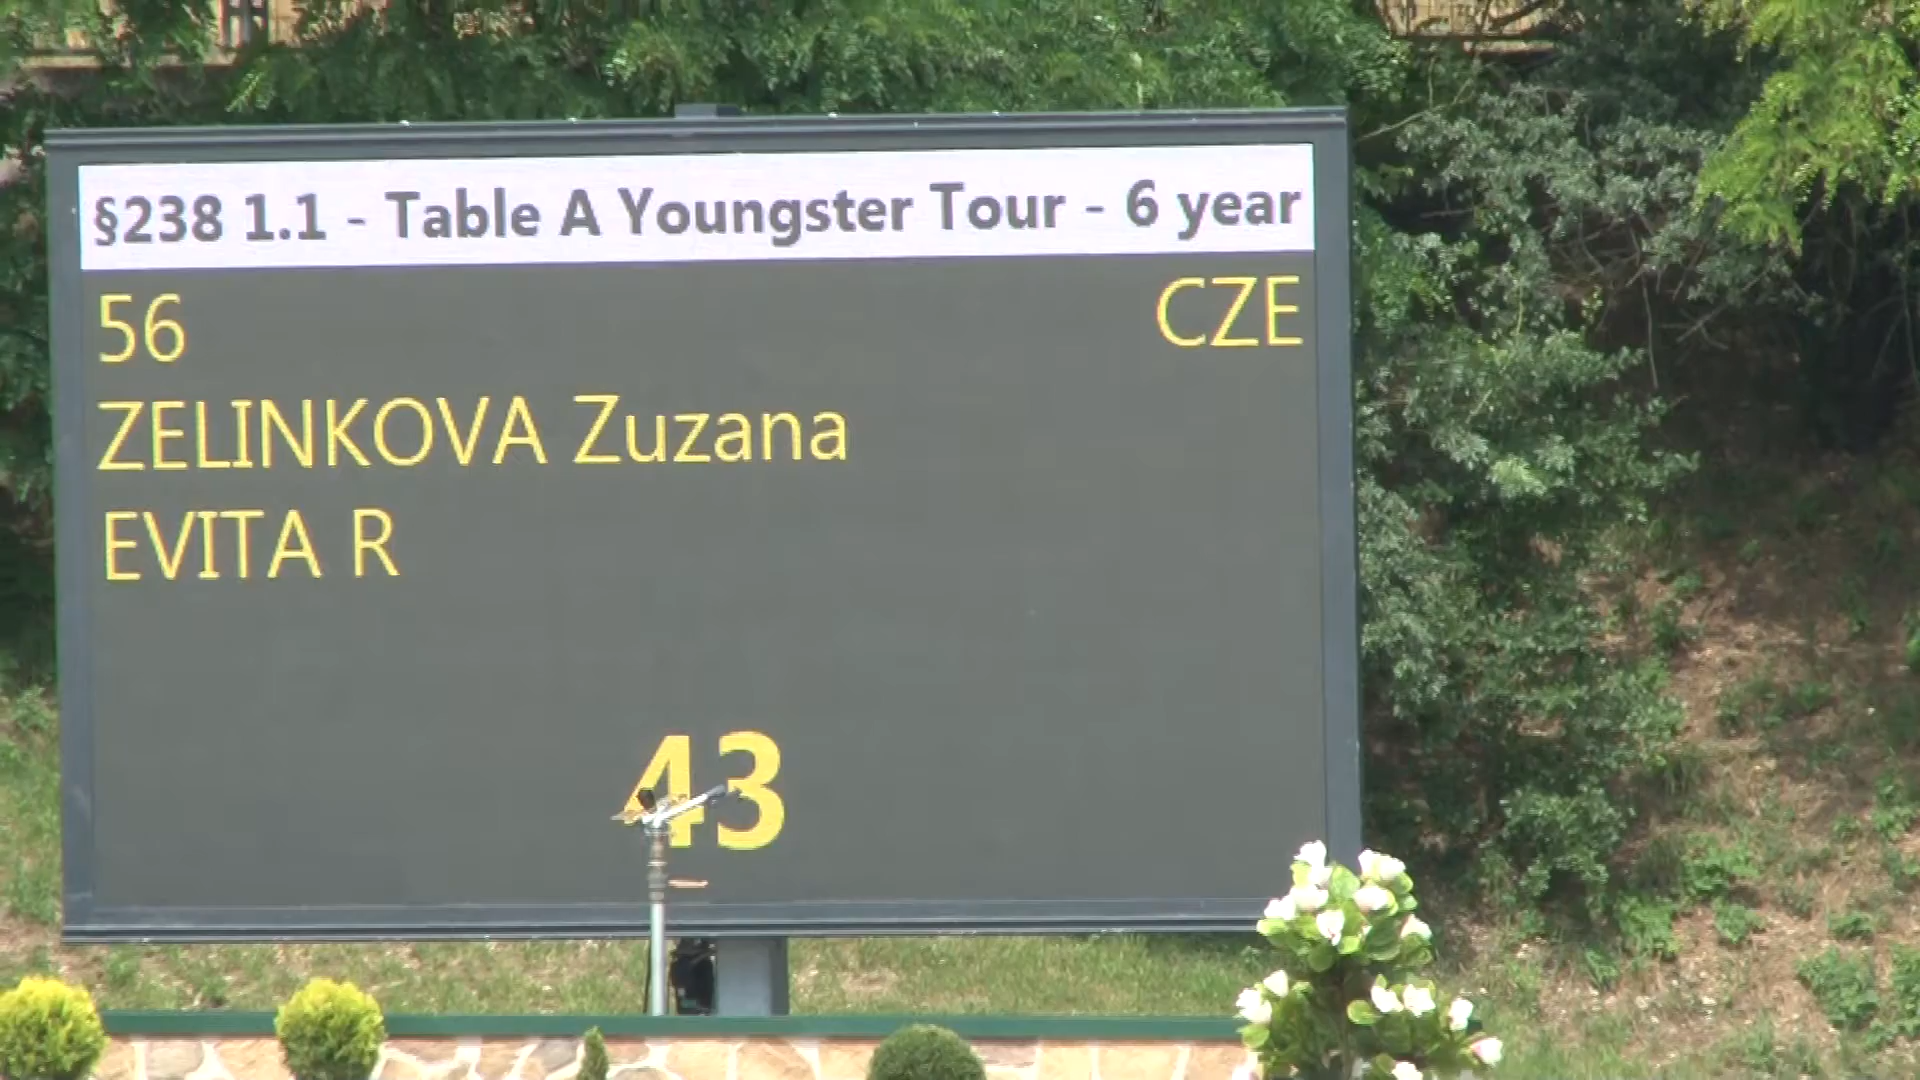 §238 1.1 - Table A Youngster Tour - 6 year
56 CZE
ZELINKOVA Zuzana
EVITA R
43